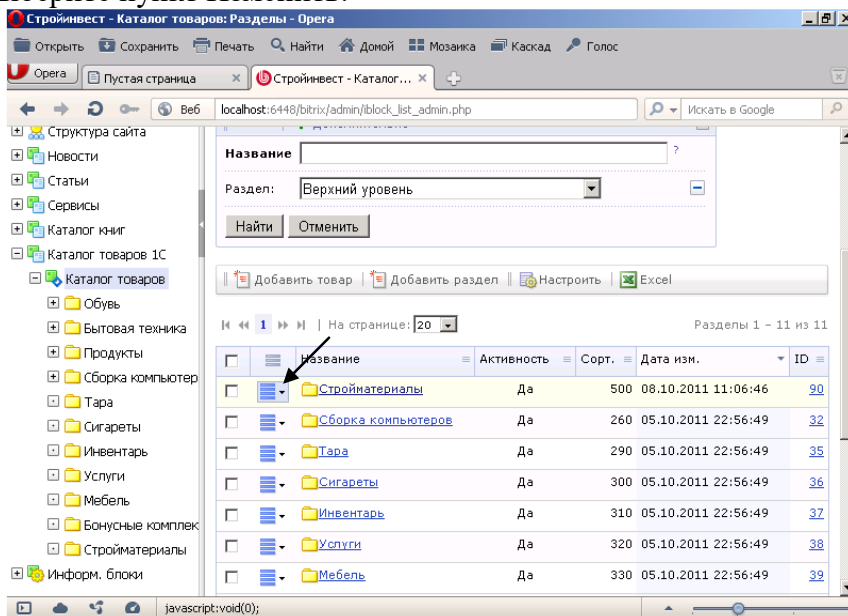 Стройинвест - Каталог товаров: Разделы - Opera
Открыть Сохранить Печать Найти Домой Мозаика Каскад Голос
Opera Пустая страница × Стройинвест - Каталог... ×
Веб localhost:6448/bitrix/admin/iblock_list_admin.php Искать в Google
Структура сайта
Новости
Статьи
Сервисы
Каталог книг
Каталог товаров 1С
Каталог товаров
Обувь
Бытовая техника
Продукты
Сборка компьютер
Тара
Сигареты
Инвентарь
Услуги
Мебель
Бонусные комплек
Стройматериалы
Информ. блоки
Название ?
Раздел: Верхний уровень
Найти Отменить
Добавить товар Добавить раздел Настроить Excel
1 | На странице: 20 Разделы 1 – 11 из 11
Название Активность Сорт. Дата изм. ID
Стройматериалы Да 500 08.10.2011 11:06:46 90
Сборка компьютеров Да 260 05.10.2011 22:56:49 32
Тара Да 290 05.10.2011 22:56:49 35
Сигареты Да 300 05.10.2011 22:56:49 36
Инвентарь Да 310 05.10.2011 22:56:49 37
Услуги Да 320 05.10.2011 22:56:49 38
Мебель Да 330 05.10.2011 22:56:49 39
javascript:void(0);